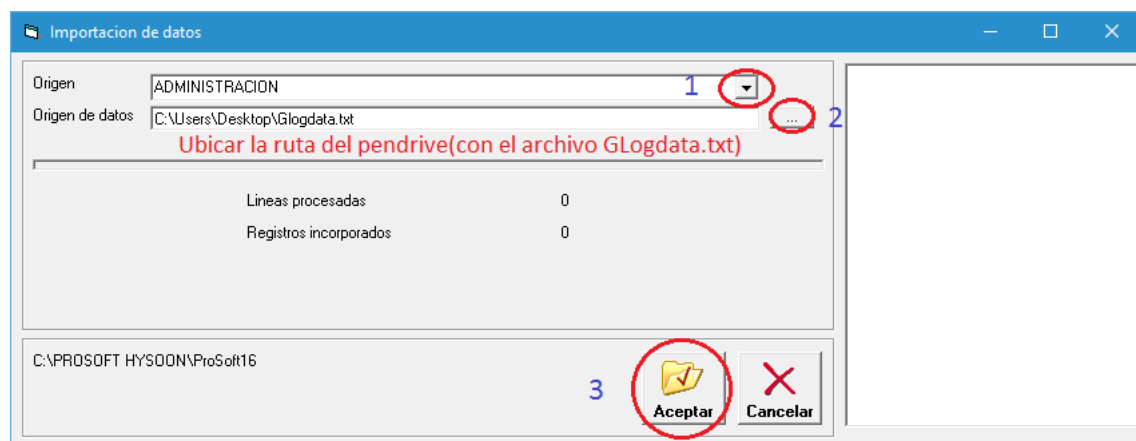 Importacion de datos
Origen
ADMINISTRACION
1
Origen de datos
C:\Users\Desktop\Glogdata.txt
...
2
Ubicar la ruta del pendrive(con el archivo GLogdata.txt)
Lineas procesadas 0
Registros incorporados 0
C:\PROSOFT HYSOON\ProSoft16
3
Aceptar
Cancelar